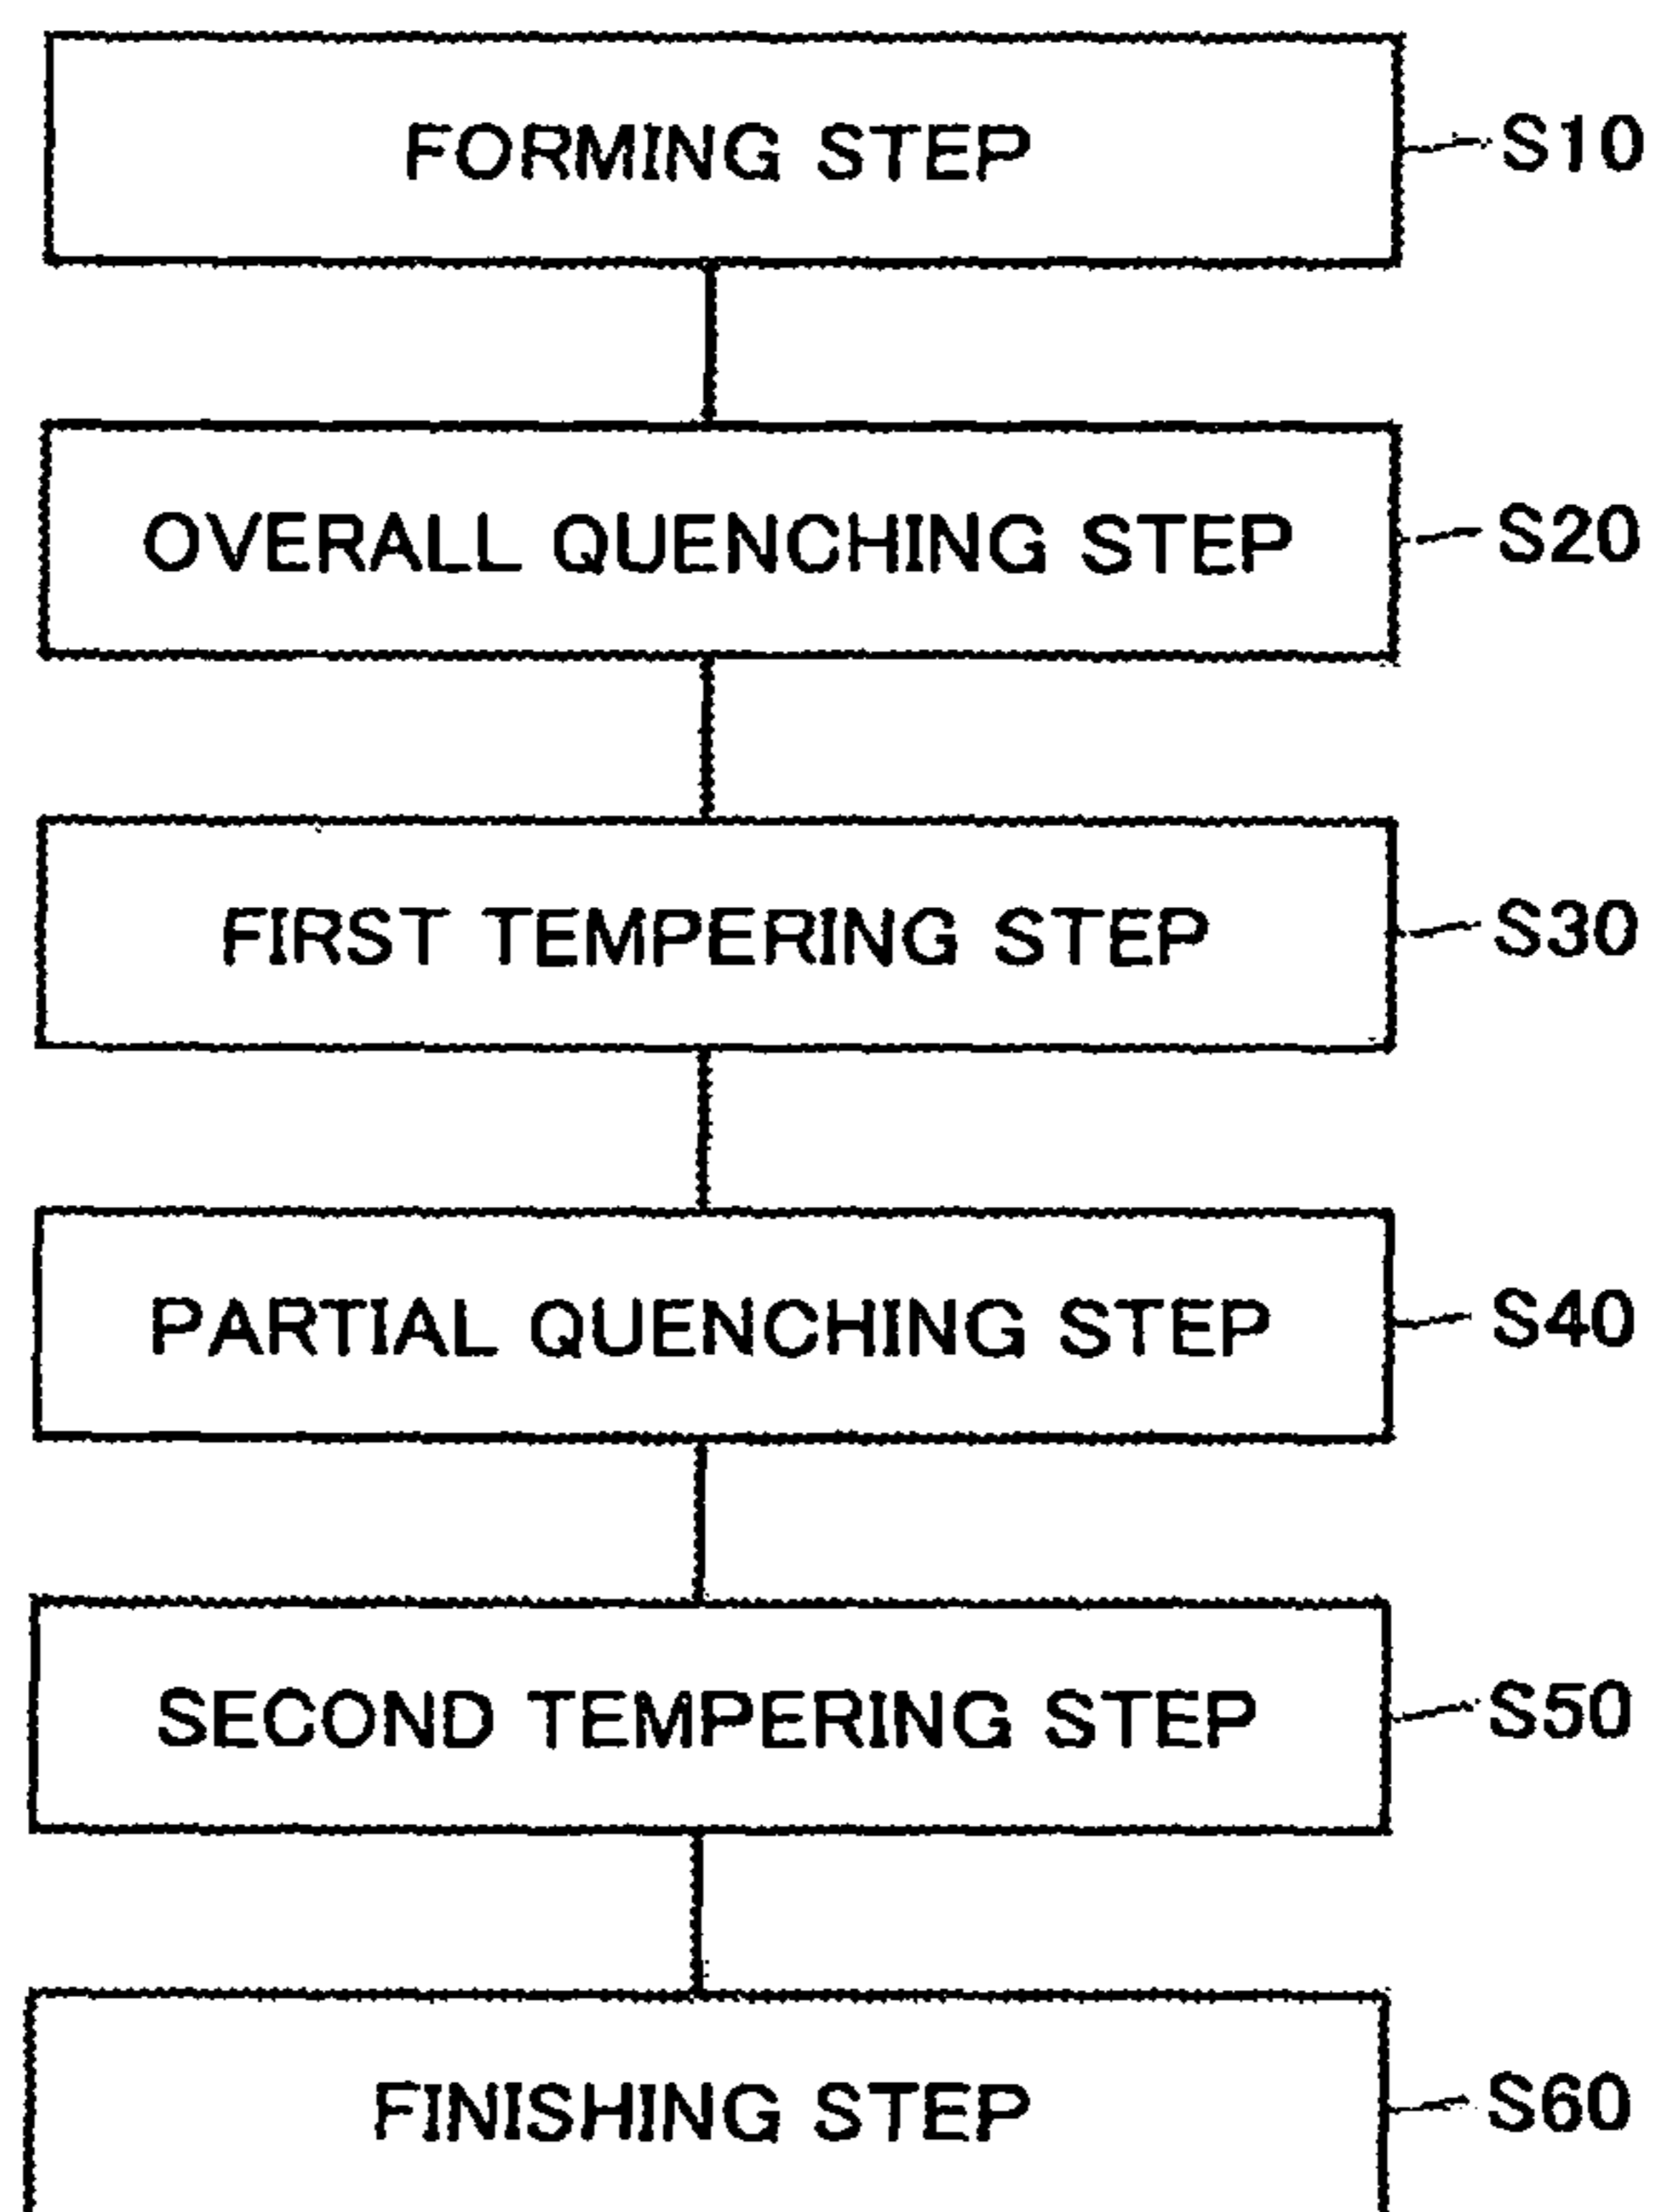 FORMING STEP S10
OVERALL QUENCHING STEP S20
FIRST TEMPERING STEP S30
PARTIAL QUENCHING STEP S40
SECOND TEMPERING STEP S50
FINISHING STEP S60